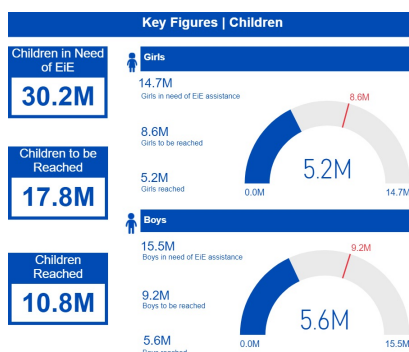 Key Figures | Children
Children in Need
of EiE
30.2M
Children to be
Reached
17.8M
Children
Reached
10.8M
Girls
14.7M
Girls in need of EiE assistance
8.6M
Girls to be reached
5.2M
Girls reached
8.6M
5.2M
0.0M
14.7M
Boys
15.5M
Boys in need of EiE assistance
9.2M
Boys to be reached
5.6M
Boys reached
9.2M
5.6M
0.0M
15.5M